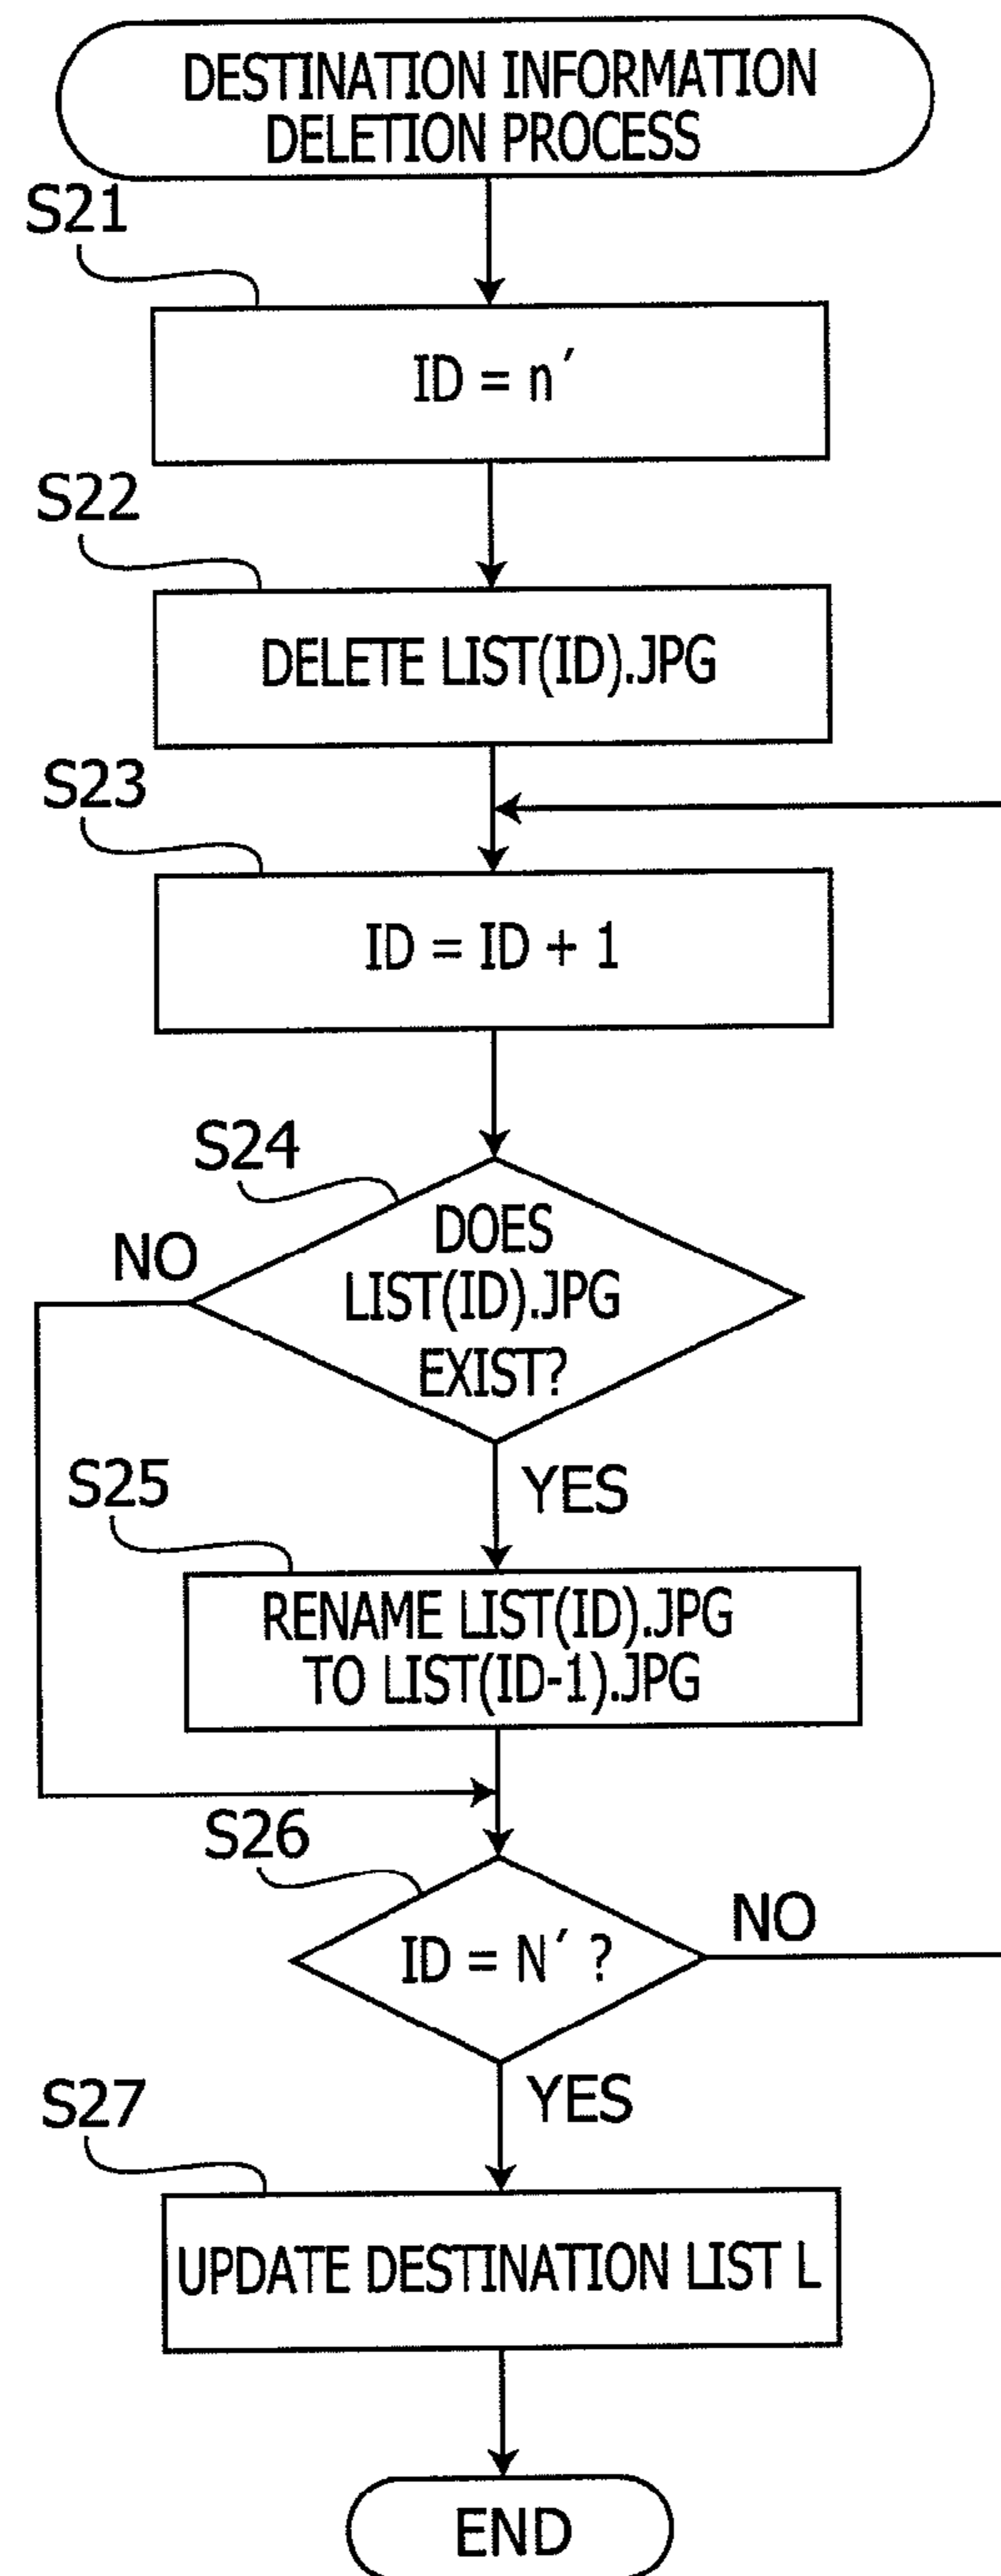 DESTINATION INFORMATION
DELETION PROCESS
S21
ID = n´
S22
DELETE LIST(ID).JPG
S23
ID = ID + 1
S24
NO
DOES
LIST(ID).JPG
EXIST?
YES
S25
RENAME LIST(ID).JPG
TO LIST(ID-1).JPG
S26
ID = N´ ?
NO
YES
S27
UPDATE DESTINATION LIST L
END